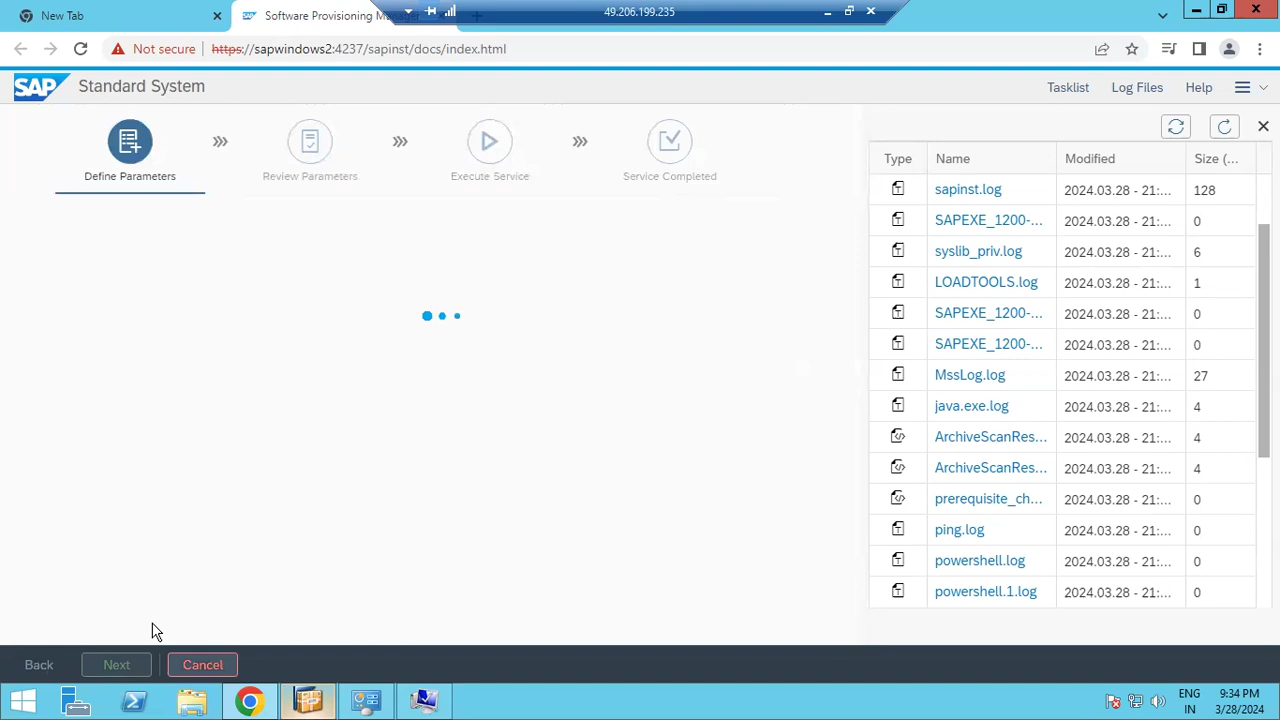 New Tab
Software Provisioning Manager
49.206.199.235
Not secure
https://sapwindows2:4237/sapinst/docs/index.html
SAP
Standard System
Tasklist
Log Files
Help
Define Parameters
Review Parameters
Execute Service
Service Completed
Type Name Modified Size (...
sapinst.log 2024.03.28 - 21:... 128
SAPEXE_1200-... 2024.03.28 - 21:... 0
syslib_priv.log 2024.03.28 - 21:... 6
LOADTOOLS.log 2024.03.28 - 21:... 1
SAPEXE_1200-... 2024.03.28 - 21:... 0
SAPEXE_1200-... 2024.03.28 - 21:... 0
MssLog.log 2024.03.28 - 21:... 27
java.exe.log 2024.03.28 - 21:... 4
ArchiveScanRes... 2024.03.28 - 21:... 4
ArchiveScanRes... 2024.03.28 - 21:... 4
prerequisite_ch... 2024.03.28 - 21:... 0
ping.log 2024.03.28 - 21:... 0
powershell.log 2024.03.28 - 21:... 0
powershell.1.log 2024.03.28 - 21:... 0
Back
Next
Cancel
ENG
IN
9:34 PM
3/28/2024